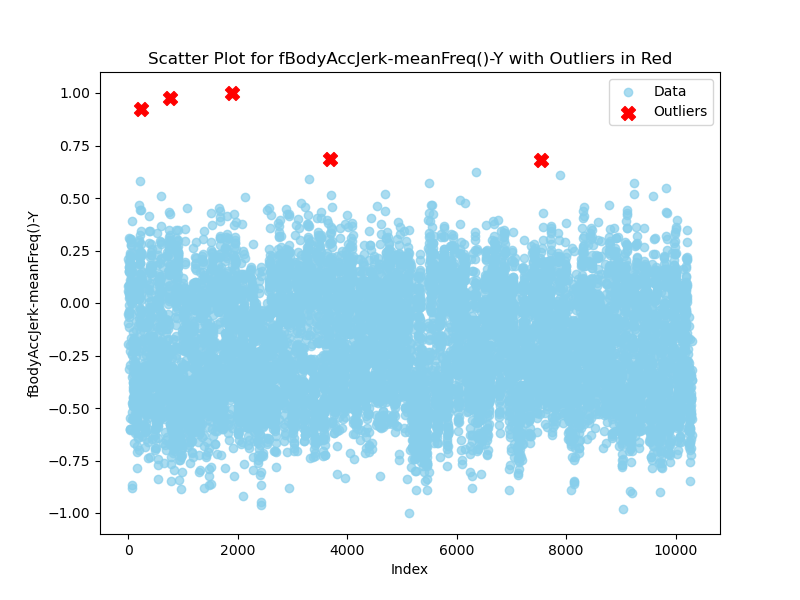 Scatter Plot for fBodyAccJerk-meanFreq()-Y with Outliers in Red
Data
Outliers
fBodyAccJerk-meanFreq()-Y
1.00
0.75
0.50
0.25
0.00
−0.25
−0.50
−0.75
−1.00
0 2000 4000 6000 8000 10000
Index